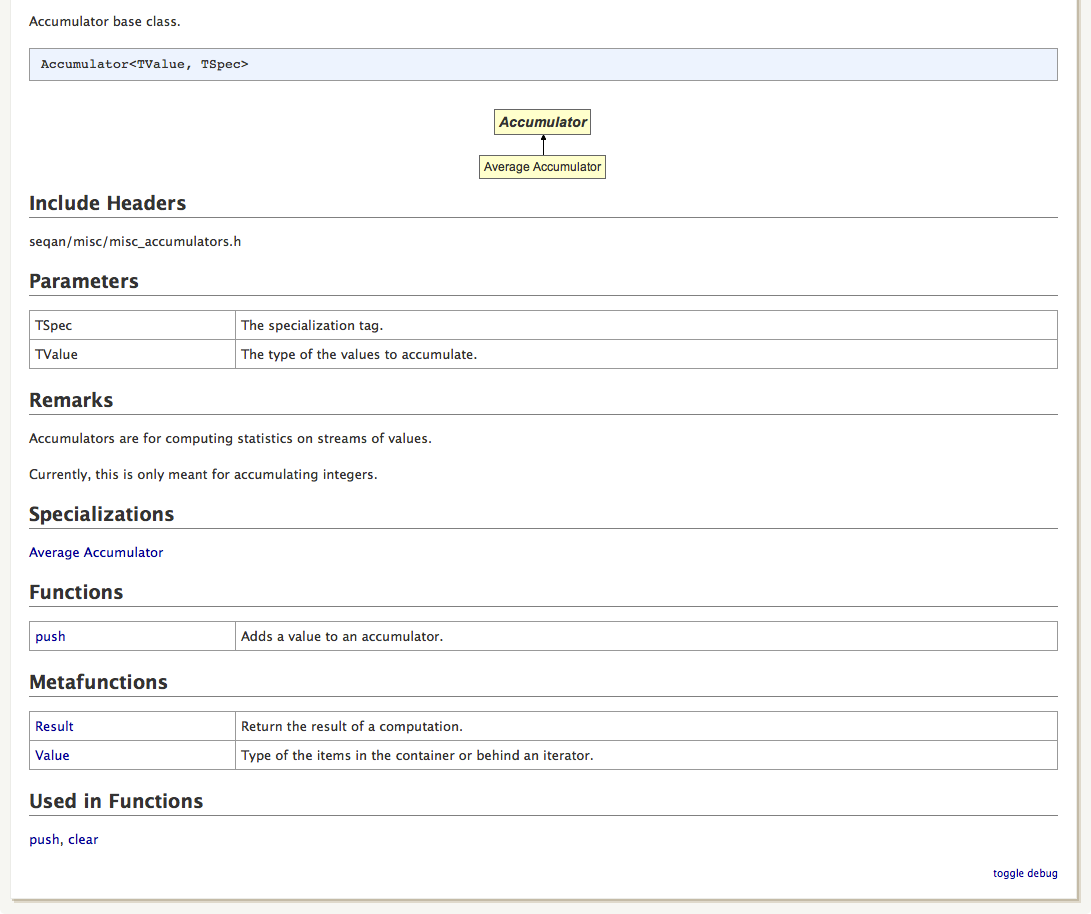 Accumulator base class.
Accumulator<TValue, TSpec>
Accumulator
Average Accumulator
Include Headers
seqan/misc/misc_accumulators.h
Parameters
TSpec The specialization tag.
TValue The type of the values to accumulate.
Remarks
Accumulators are for computing statistics on streams of values.
Currently, this is only meant for accumulating integers.
Specializations
Average Accumulator
Functions
push Adds a value to an accumulator.
Metafunctions
Result Return the result of a computation.
Value Type of the items in the container or behind an iterator.
Used in Functions
push, clear
toggle debug